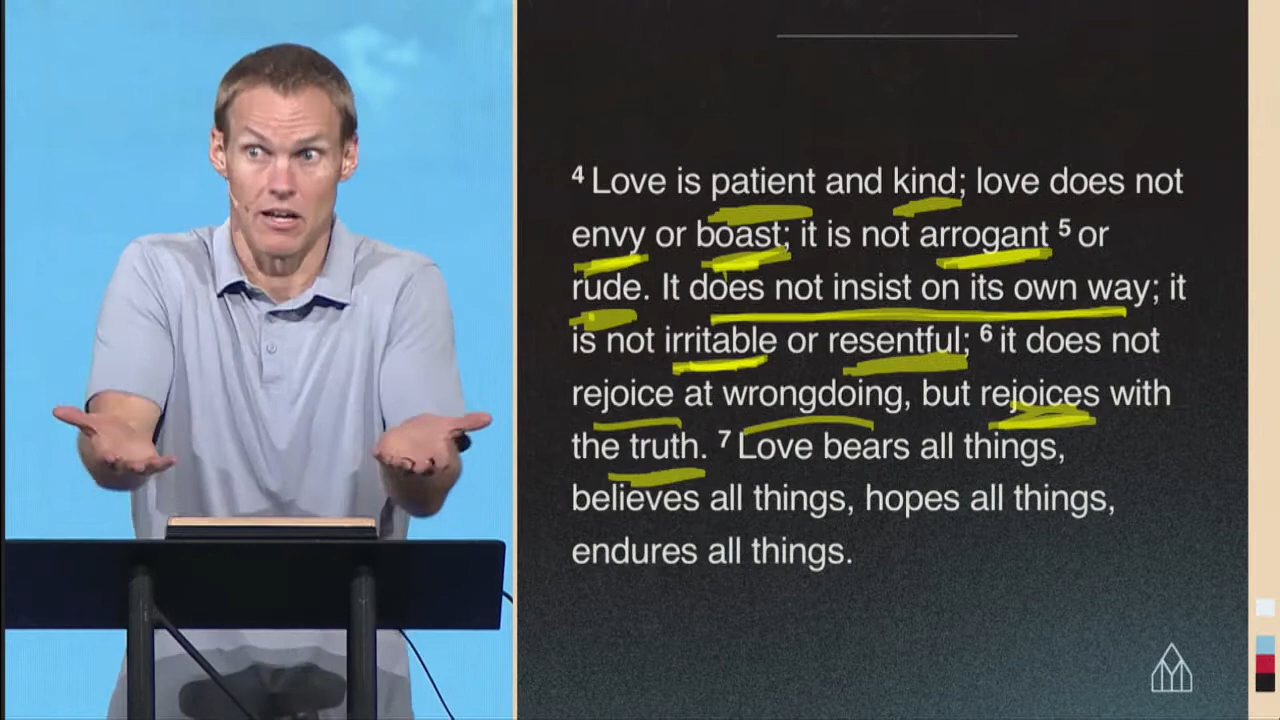 4 Love is patient and kind; love does not
envy or boast; it is not arrogant 5 or
rude. It does not insist on its own way; it
is not irritable or resentful; 6 it does not
rejoice at wrongdoing, but rejoices with
the truth. 7 Love bears all things,
believes all things, hopes all things,
endures all things.